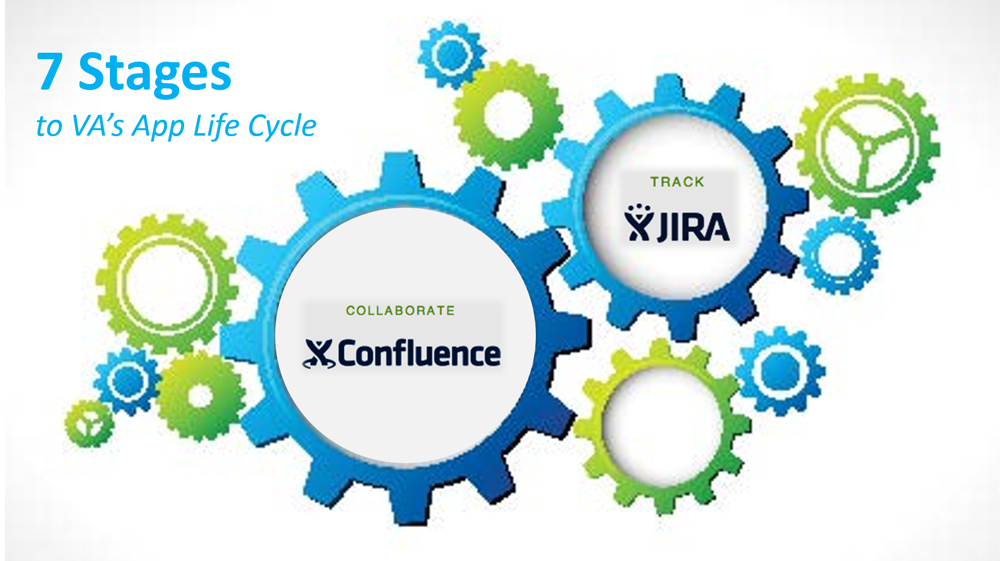 7 Stages
to VA’s App Life Cycle
TRACK
JIRA
COLLABORATE
Confluence